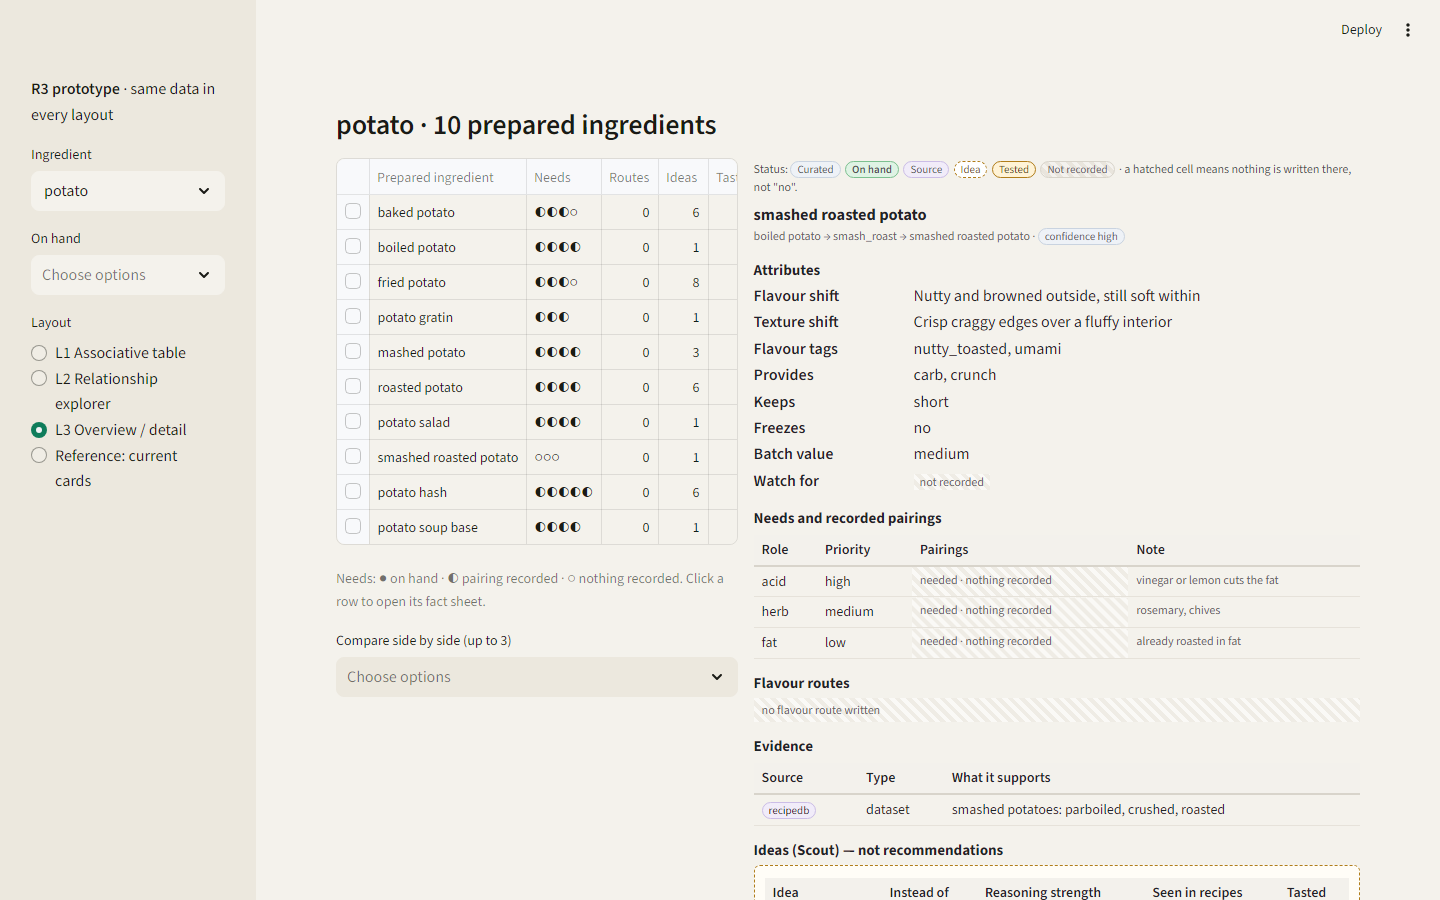 Deploy
R3 prototype · same data in
every layout
Ingredient
potato
On hand
Choose options
Layout
L1 Associative table
L2 Relationship
explorer
L3 Overview / detail
Reference: current
cards
potato · 10 prepared ingredients
Prepared ingredient Needs Routes Ideas Tast
baked potato ◐◐◐○ 0 6
boiled potato ◐◐◐◐ 0 1
fried potato ◐◐◐○ 0 8
potato gratin ◐◐◐ 0 1
mashed potato ◐◐◐◐ 0 3
roasted potato ◐◐◐◐ 0 6
potato salad ◐◐◐◐ 0 1
smashed roasted potato ○○○ 0 1
potato hash ◐◐◐◐◐ 0 6
potato soup base ◐◐◐◐ 0 1
Needs: ● on hand · ◐ pairing recorded · ○ nothing recorded. Click a
row to open its fact sheet.
Compare side by side (up to 3)
Choose options
Status: Curated On hand Source Idea Tested Not recorded · a hatched cell means nothing is written there,
not "no".
smashed roasted potato
boiled potato → smash_roast → smashed roasted potato · confidence high
Attributes
Flavour shift Nutty and browned outside, still soft within
Texture shift Crisp craggy edges over a fluffy interior
Flavour tags nutty_toasted, umami
Provides carb, crunch
Keeps short
Freezes no
Batch value medium
Watch for not recorded
Needs and recorded pairings
Role Priority Pairings Note
acid high needed · nothing recorded vinegar or lemon cuts the fat
herb medium needed · nothing recorded rosemary, chives
fat low needed · nothing recorded already roasted in fat
Flavour routes
no flavour route written
Evidence
Source Type What it supports
recipedb dataset smashed potatoes: parboiled, crushed, roasted
Ideas (Scout) — not recommendations
Idea Instead of Reasoning strength Seen in recipes Tasted